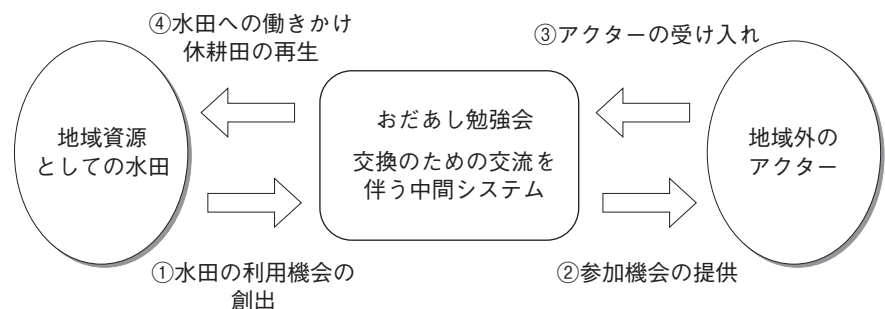 ④水田への働きかけ
休耕田の再生
③アクターの受け入れ
地域資源
としての水田
おだあし勉強会
交換のための交流を
伴う中間システム
地域外の
アクター
①水田の利用機会の
創出
②参加機会の提供